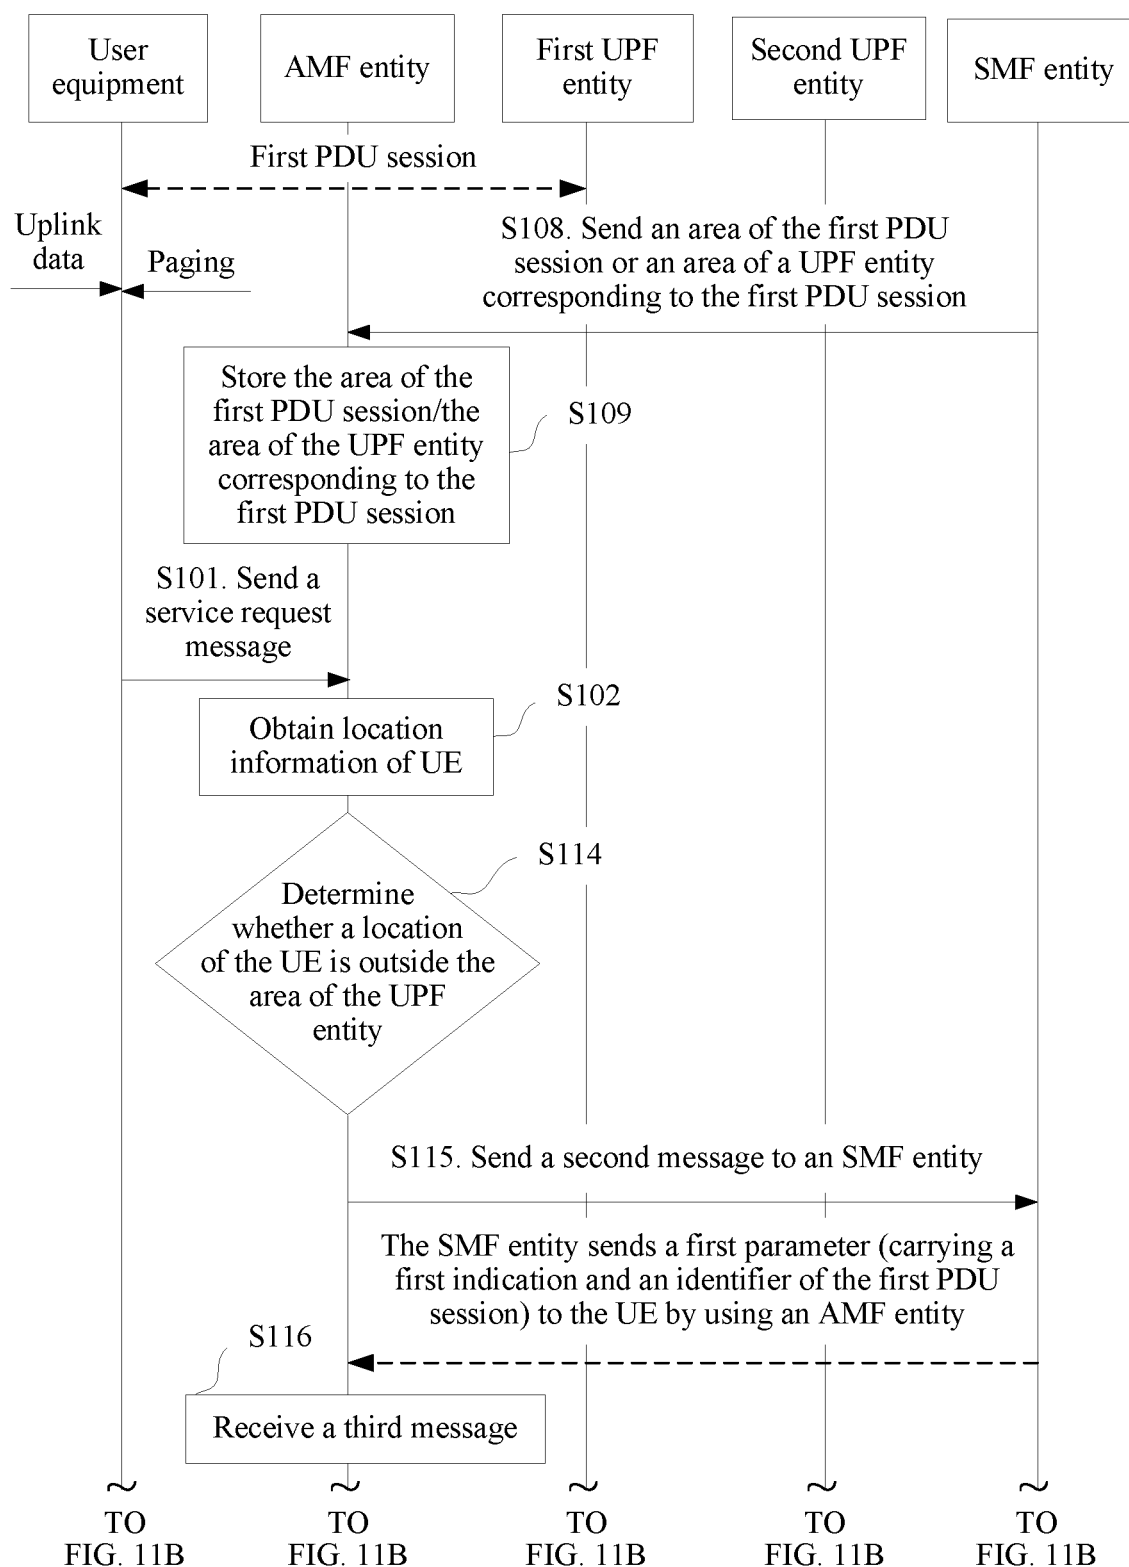 User
equipment
AMF entity
First UPF
entity
Second UPF
entity
SMF entity
First PDU session
Uplink
data
Paging
S108. Send an area of the first PDU
session or an area of a UPF entity
corresponding to the first PDU session
Store the area of the
first PDU session/the
area of the UPF entity
corresponding to the
first PDU session
S109
S101. Send a
service request
message
S102
Obtain location
information of UE
S114
Determine
whether a location
of the UE is outside the
area of the UPF
entity
S115. Send a second message to an SMF entity
The SMF entity sends a first parameter (carrying a
first indication and an identifier of the first PDU
session) to the UE by using an AMF entity
S116
Receive a third message
TO
FIG. 11B
TO
FIG. 11B
TO
FIG. 11B
TO
FIG. 11B
TO
FIG. 11B